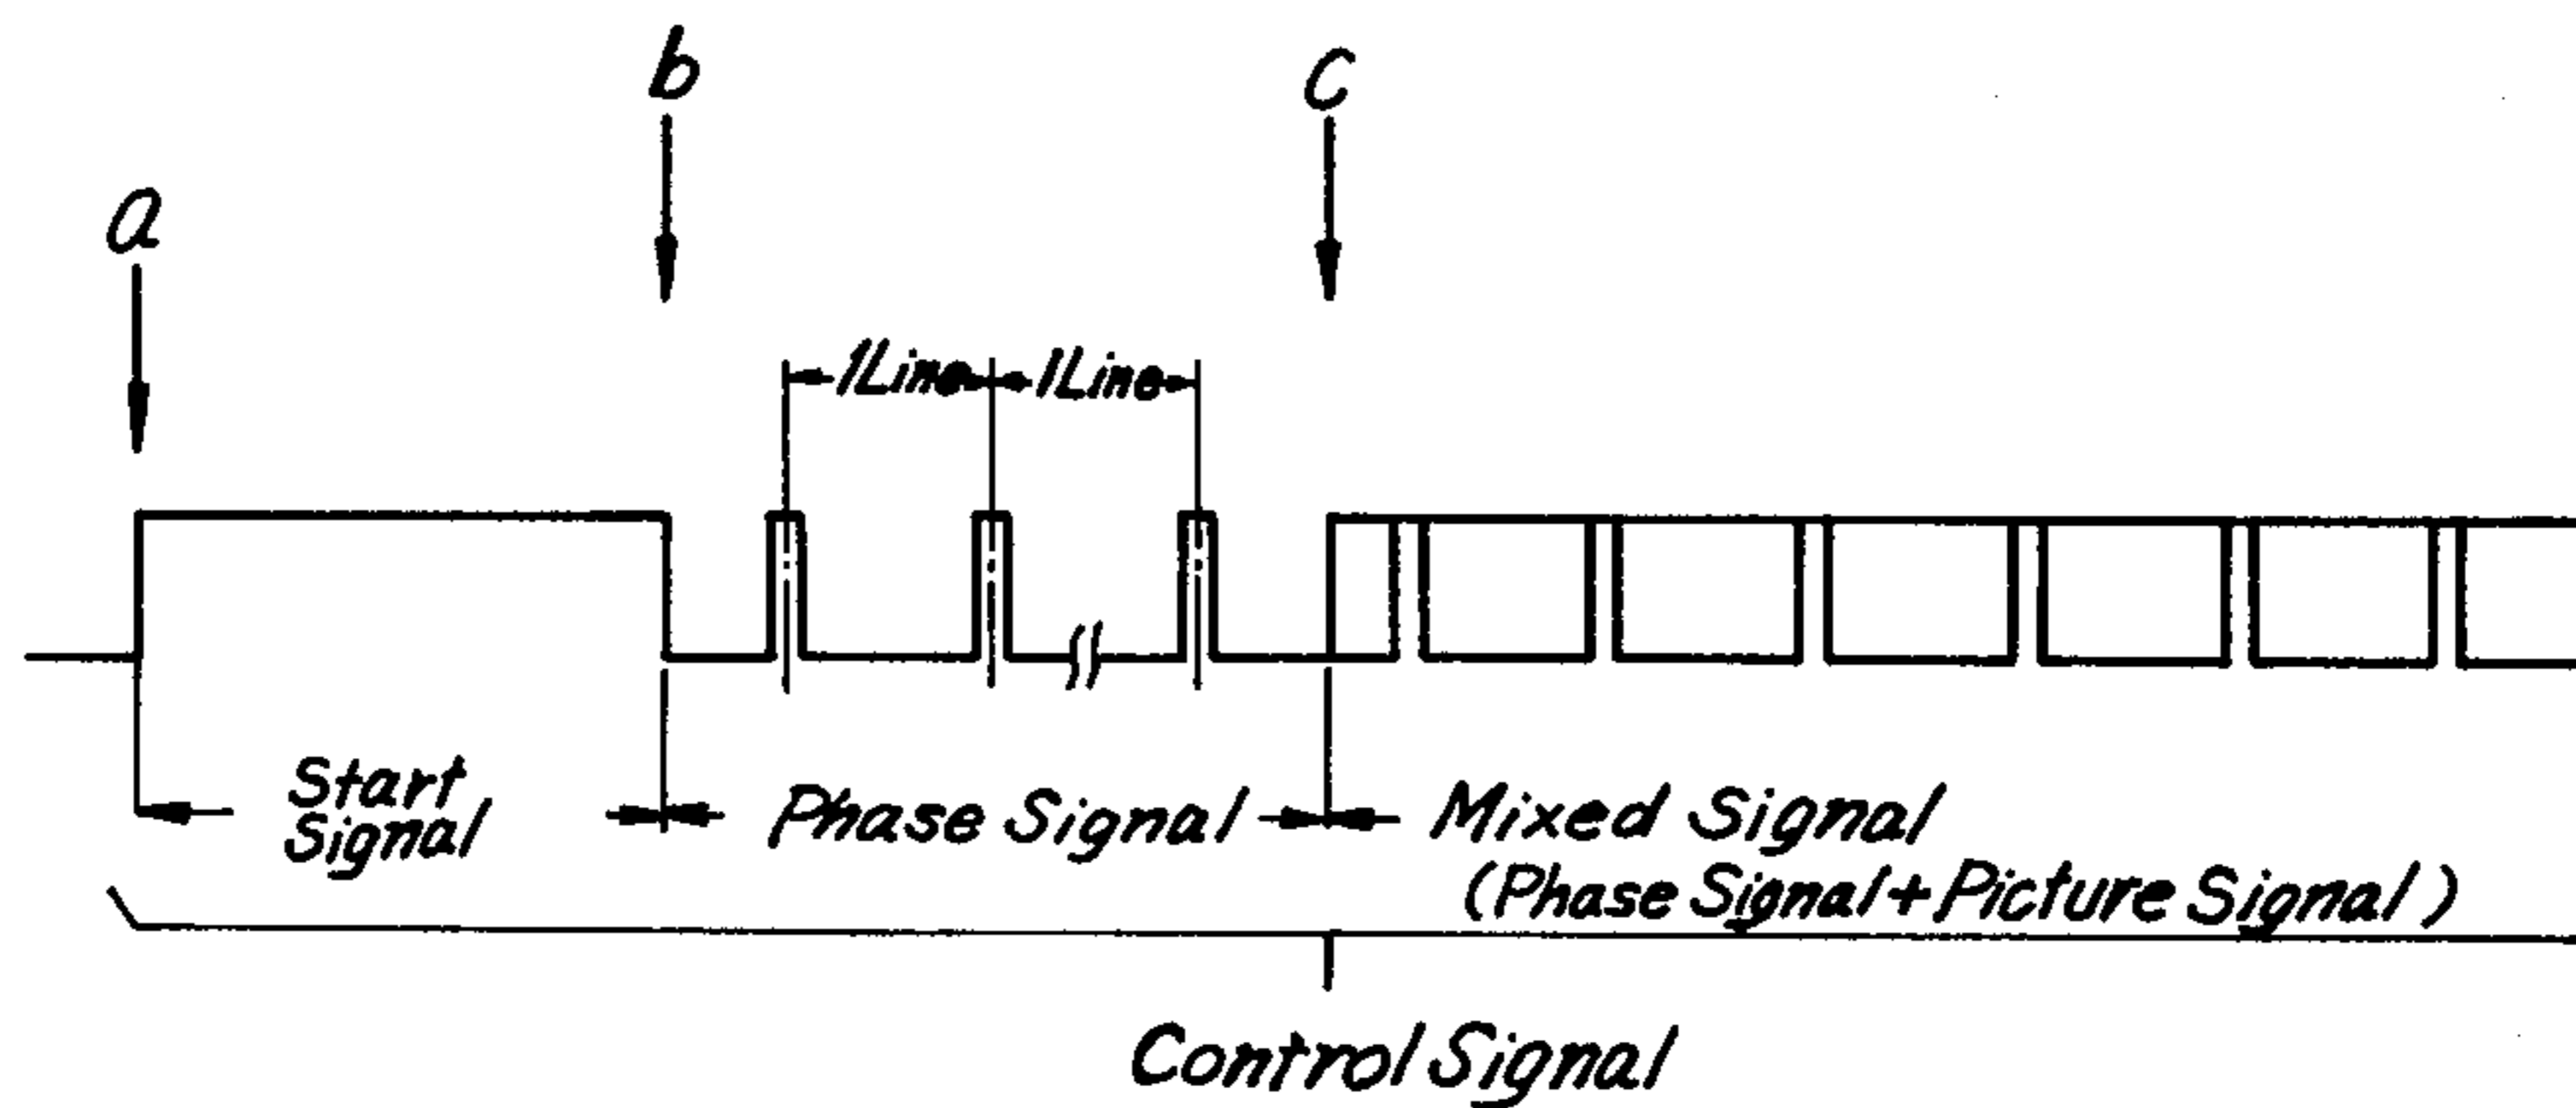 a
b
C
1Line
1Line
Start
Signal
Phase Signal
Mixed Signal
(Phase Signal+Picture Signal)
Control Signal